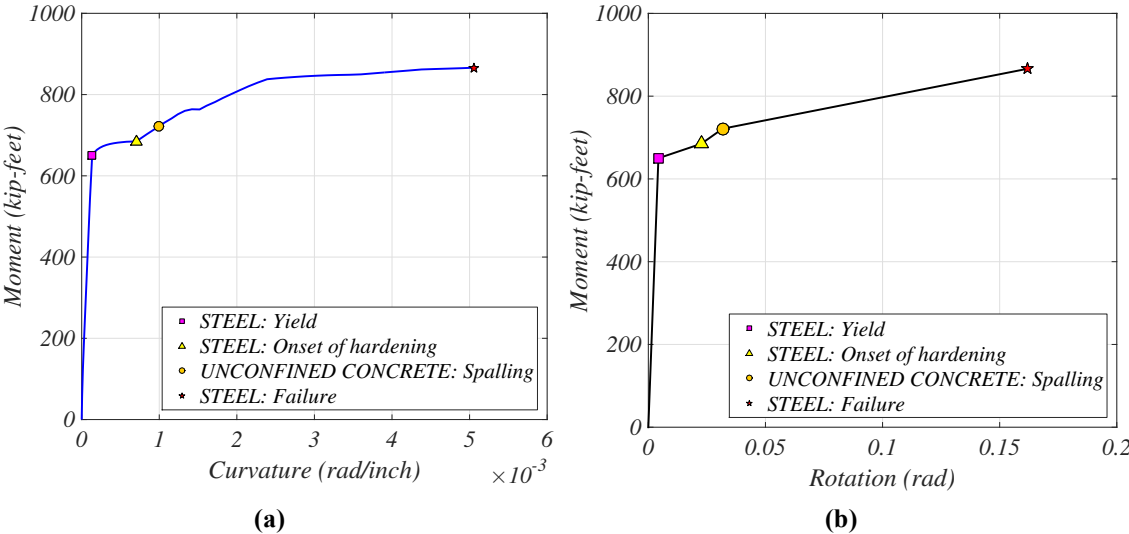 1000
800
600
400
200
0
Moment (kip-feet)
0 1 2 3 4 5 6
Curvature (rad/inch) ×10-3
STEEL: Yield
STEEL: Onset of hardening
UNCONFINED CONCRETE: Spalling
STEEL: Failure
(a)
1000
800
600
400
200
0
Moment (kip-feet)
0 0.05 0.1 0.15 0.2
Rotation (rad)
STEEL: Yield
STEEL: Onset of hardening
UNCONFINED CONCRETE: Spalling
STEEL: Failure
(b)